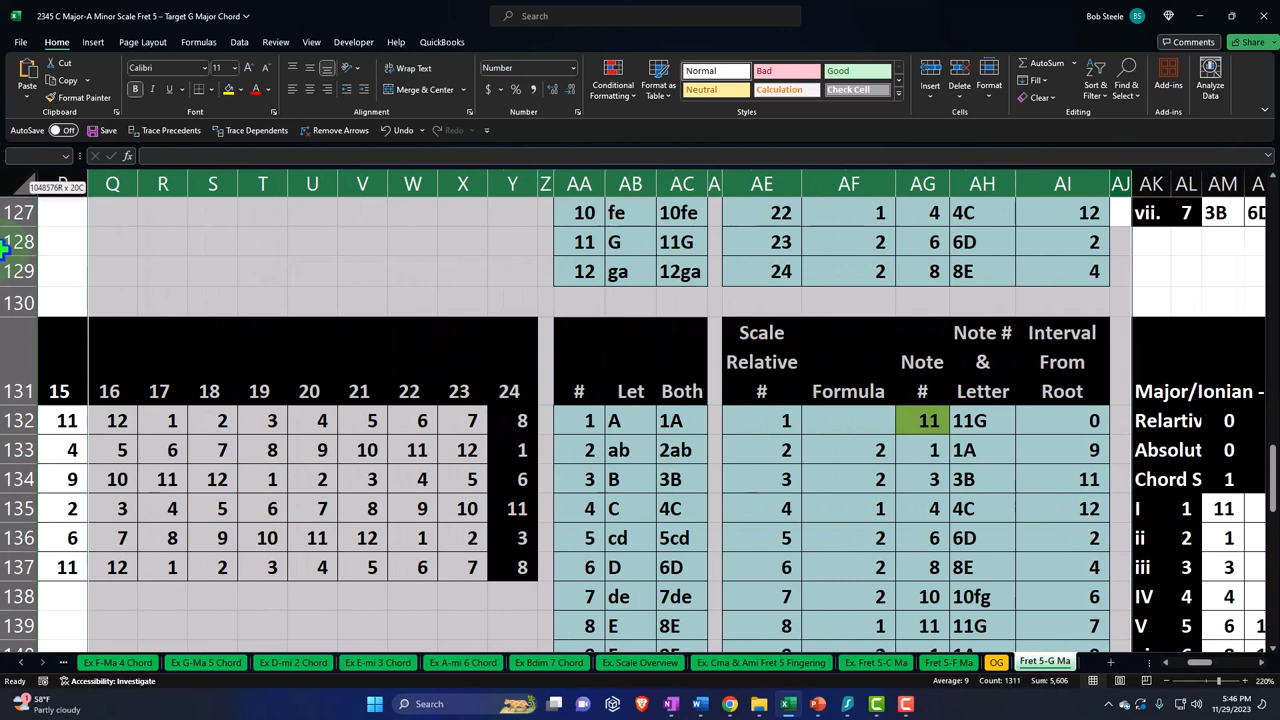 2345 C Major-A Minor Scale Fret 5 – Target G Major Chord
Search
Bob Steele BS
File Home Insert Page Layout Formulas Data Review View Developer Help QuickBooks
Comments Share
Paste Cut Copy Format Painter
Calibri 11 Wrap Text Merge & Center Number
Conditional Formatting Format as Table
Normal Bad Good
Neutral Calculation Check Cell
Insert Delete Format AutoSum Fill Clear Sort & Filter Find & Select Add-ins Analyze Data
Clipboard Font Alignment Number Styles Cells Editing Add-ins
AutoSave Off Save Trace Precedents Trace Dependents Remove Arrows Undo Redo
fx
1048576R x 20C
Q R S T U V W X Y Z AA AB AC A AE AF AG AH AI AJ AK AL AM
127 10 fe 10fe 22 1 4 4C 12 vii. 7 3B
128 11 G 11G 23 2 6 6D 2
129 12 ga 12ga 24 2 8 8E 4
130
Scale Note # Interval
Relative Note & From
131 15 16 17 18 19 20 21 22 23 24 # Let Both # Formula # Letter Root Major/Ionian -
132 11 12 1 2 3 4 5 6 7 8 1 A 1A 1 11 11G 0 Relartiv 0
133 4 5 6 7 8 9 10 11 12 1 2 ab 2ab 2 2 1 1A 9 Absolut 0
134 9 10 11 12 1 2 3 4 5 6 3 B 3B 3 2 3 3B 11 Chord S 1
135 2 3 4 5 6 7 8 9 10 11 4 C 4C 4 1 4 4C 12 I 1 11
136 6 7 8 9 10 11 12 1 2 3 5 cd 5cd 5 2 6 6D 2 ii 2 1
137 11 12 1 2 3 4 5 6 7 8 6 D 6D 6 2 8 8E 4 iii 3 3
138 7 de 7de 7 2 10 10fg 6 IV 4 4
139 8 E 8E 8 1 11 11G 7 V 5 6
Ex F-Ma 4 Chord Ex G-Ma 5 Chord Ex D-mi 2 Chord Ex E-mi 3 Chord Ex A-mi 6 Chord Ex Bdim 7 Chord Ex. Scale Overview Ex. Cma & Ami Fret 5 Fingering Ex. Fret 5-C Ma Fret 5-F Ma OG Fret 5-G Ma
Ready Accessibility: Investigate Average: 9 Count: 1311 Sum: 5,606 220%
58°F
Partly cloudy
Search
5:46 PM
11/29/2023